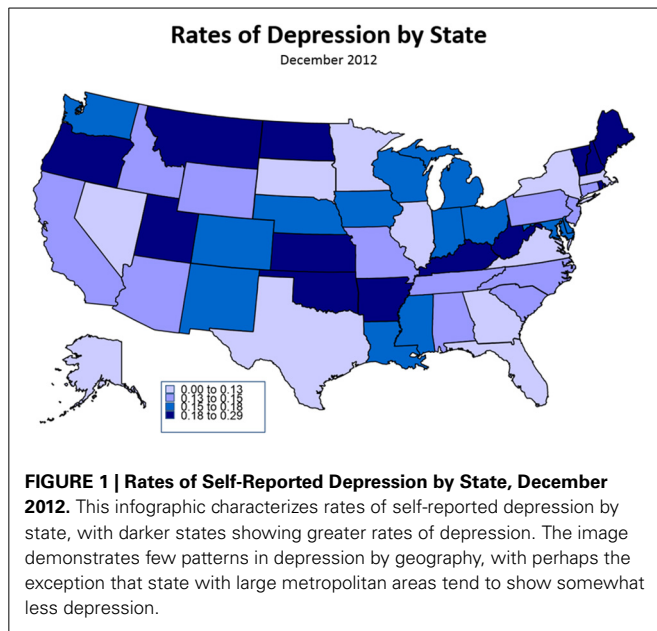 Rates of Depression by State
December 2012
0.00 to 0.13
0.13 to 0.15
0.15 to 0.18
0.18 to 0.29
FIGURE 1 | Rates of Self-Reported Depression by State, December
2012. This infographic characterizes rates of self-reported depression by
state, with darker states showing greater rates of depression. The image
demonstrates few patterns in depression by geography, with perhaps the
exception that state with large metropolitan areas tend to show somewhat
less depression.